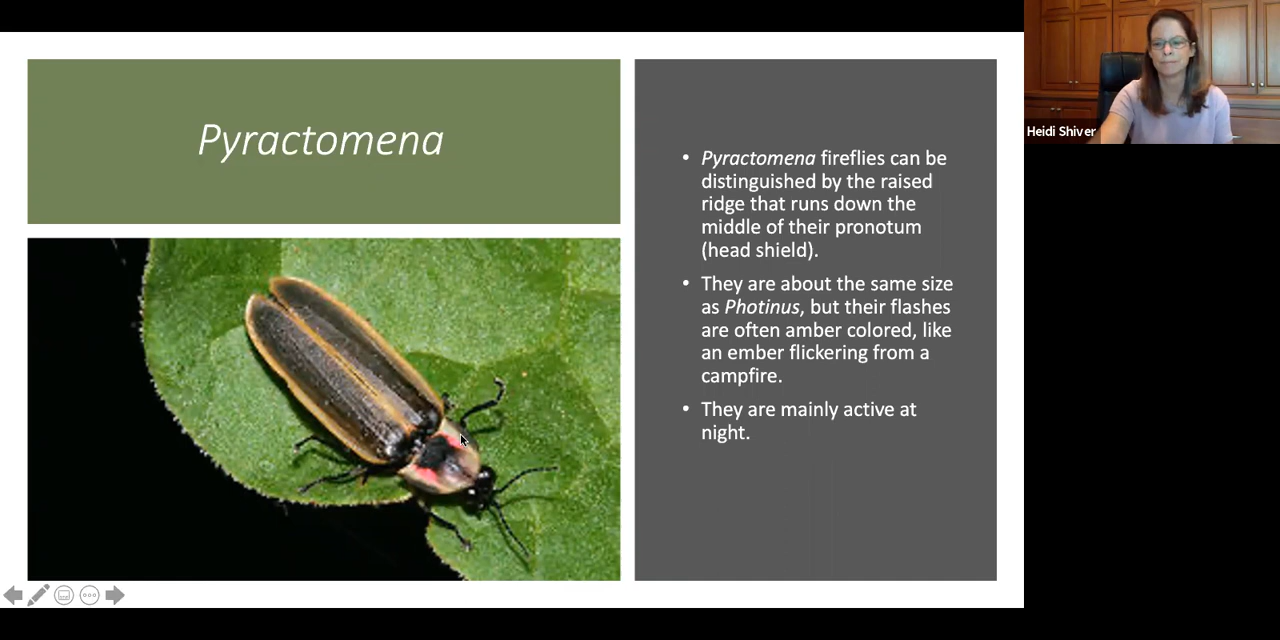 Pyractomena
• Pyractomena fireflies can be
distinguished by the raised
ridge that runs down the
middle of their pronotum
(head shield).
• They are about the same size
as Photinus, but their flashes
are often amber colored, like
an ember flickering from a
campfire.
• They are mainly active at
night.
Heidi Shiver